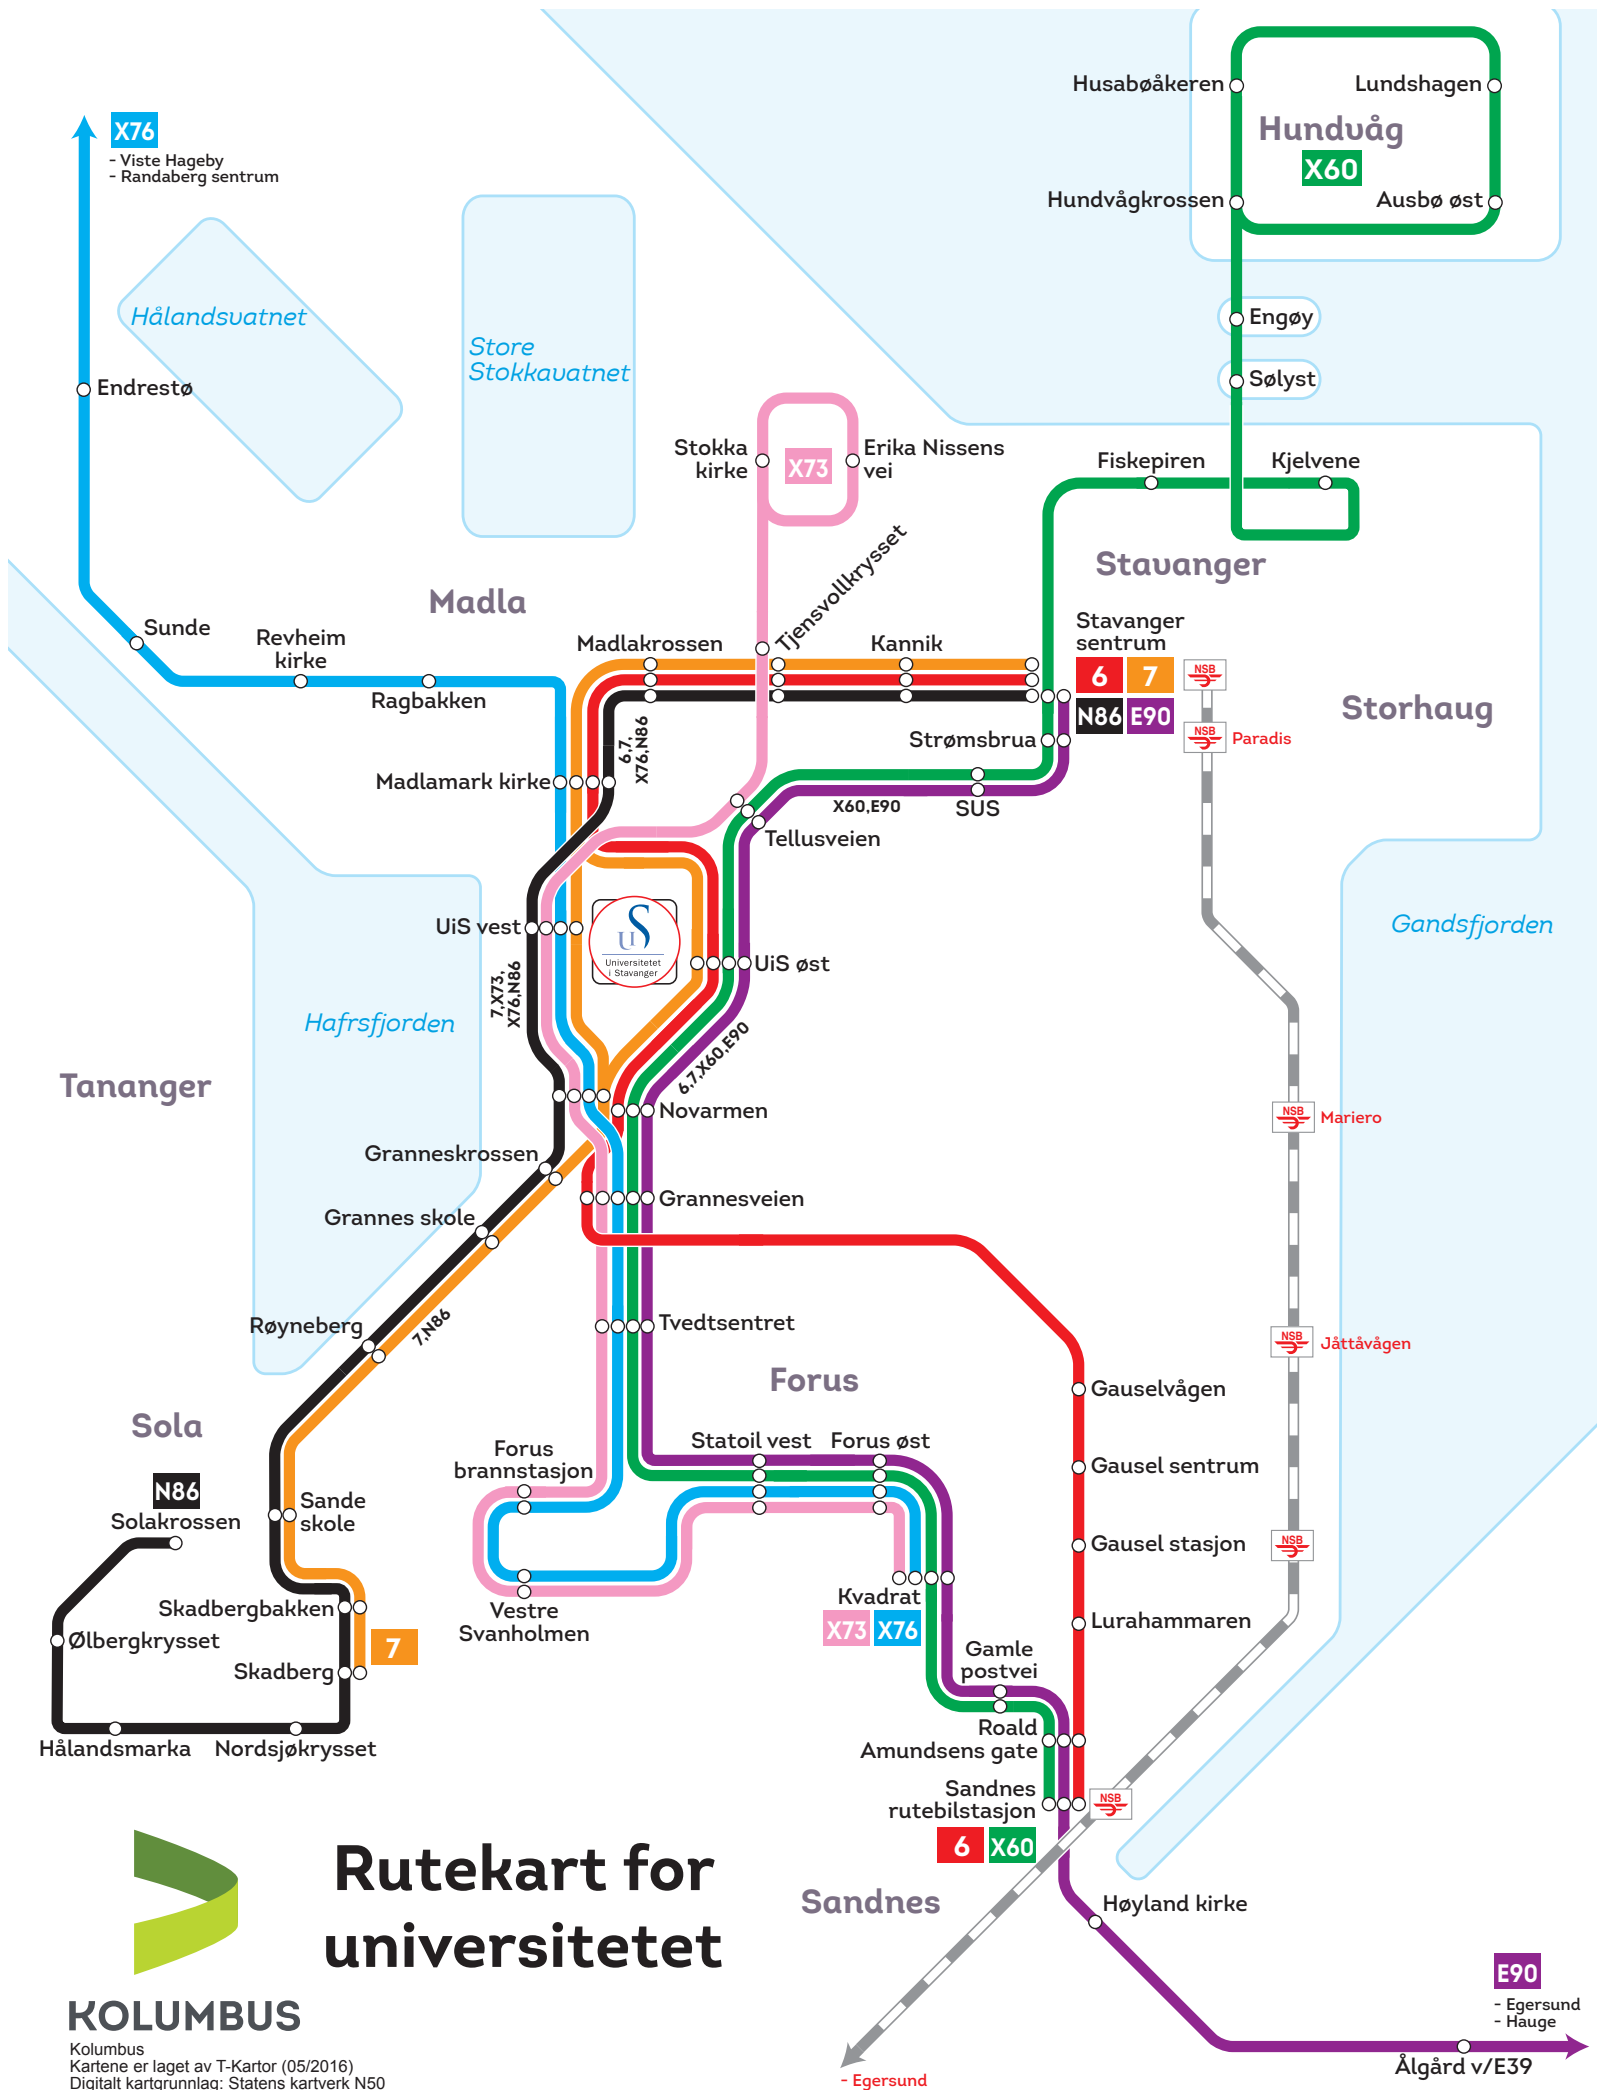 Husabøåkeren
Lundshagen
Hundvåg
X60
Hundvågkrossen
Ausbø øst
X76
- Viste Hageby
- Randaberg sentrum
Hålandsvatnet
Store
Stokkavatnet
Engøy
Sølyst
Endrestø
Stokka
kirke
X73
Erika Nissens
vei
Fiskepiren
Kjelvene
Tjensvollkrysset
Stavanger
Madla
Sunde
Revheim
kirke
Ragbakken
Madlakrossen
Kannik
Stavanger
sentrum
6
7
N86
E90
NSB
NSB
Paradis
Storhaug
Strømsbrua
6,7,
X76,N86
Madlamark kirke
X60,E90
SUS
Tellusveien
UiS vest
UiS
Universitetet
i Stavanger
UiS øst
Gandsfjorden
7,X73,
X76,N86
Hafrsfjorden
6,7,X60,E90
Tananger
Novarmen
NSB
Mariero
Granneskrossen
Grannesveien
Grannes skole
Røyneberg
7,N86
Tvedtsentret
NSB
Jåttåvågen
Forus
Gauselvågen
Sola
Forus
brannstasjon
Statoil vest
Forus øst
Gausel sentrum
N86
Solakrossen
Sande
skole
Gausel stasjon
NSB
Kvadrat
X73
X76
Skadbergbakken
Vestre
Svanholmen
Lurahammaren
Ølbergkrysset
7
Gamle
postvei
Skadberg
Hålandsmarka
Nordsjøkrysset
Roald
Amundsens gate
Sandnes
rutebilstasjon
NSB
6
X60
Rutekart for
universitetet
Sandnes
Høyland kirke
E90
- Egersund
- Hauge
Ålgård v/E39
KOLUMBUS
Kolumbus
Kartene er laget av T-Kartor (05/2016)
Digitalt kartgrunnlag: Statens kartverk N50
- Egersund